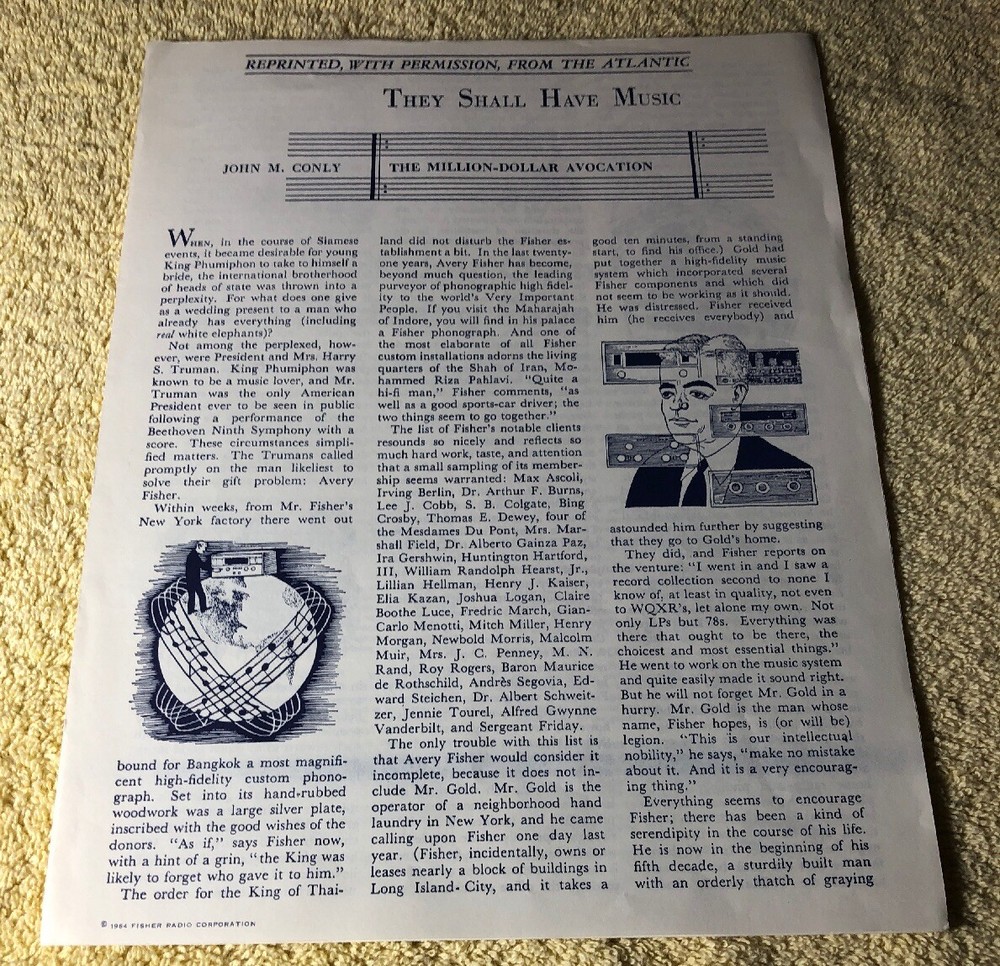 REPRINTED, WITH PERMISSION, FROM THE ATLANTIC
THEY SHALL HAVE MUSIC
JOHN M. CONLY
THE MILLION-DOLLAR AVOCATION
WHEN, in the course of Siamese
events, it became desirable for young
King Phumiphon to take to himself a
bride, the international brotherhood
of heads of state was thrown into a
perplexity. For what does one give
as a wedding present to a man who
already has everything (including
real white elephants)?
Not among the perplexed, how-
ever, were President and Mrs. Harry
S. Truman. King Phumiphon was
known to be a music lover, and Mr.
Truman was the only American
President ever to be seen in public
following a performance of the
Beethoven Ninth Symphony with a
score. These circumstances simpli-
fied matters. The Trumans called
promptly on the man likeliest to
solve their gift problem: Avery
Fisher.
Within weeks, from Mr. Fisher's
New York factory there went out
bound for Bangkok a most magnifi-
cent high-fidelity custom phono-
graph. Set into its hand-rubbed
woodwork was a large silver plate,
inscribed with the good wishes of the
donors. "As if," says Fisher now,
with a hint of a grin, "the King was
likely to forget who gave it to him."
The order for the King of Thai-
land did not disturb the Fisher es-
tablishment a bit. In the last twenty-
one years, Avery Fisher has become,
beyond much question, the leading
purveyor of phonographic high fidel-
ity to the world's Very Important
People. If you visit the Maharajah
of Indore, you will find in his palace
a Fisher phonograph. And one of
the most elaborate of all Fisher
custom installations adorns the living
quarters of the Shah of Iran, Mo-
hammed Riza Pahlavi. "Quite a
hi-fi man," Fisher comments, "as
well as a good sports-car driver; the
two things seem to go together."
The list of Fisher's notable clients
resounds so nicely and reflects so
much hard work, taste, and attention
that a small sampling of its member-
ship seems warranted: Max Ascoli,
Irving Berlin, Dr. Arthur F. Burns,
Lee J. Cobb, S. B. Colgate, Bing
Crosby, Thomas E. Dewey, four of
the Mesdames Du Pont, Mrs. Mar-
shall Field, Dr. Alberto Gainza Paz,
Ira Gershwin, Huntington Hartford,
III, William Randolph Hearst, Jr.,
Lillian Hellman, Henry J. Kaiser,
Elia Kazan, Joshua Logan, Claire
Boothe Luce, Fredric March, Gian-
Carlo Menotti, Mitch Miller, Henry
Morgan, Newbold Morris, Malcolm
Muir, Mrs. J. C. Penney, M. N.
Rand, Roy Rogers, Baron Maurice
de Rothschild, Andrès Segovia, Ed-
ward Steichen, Dr. Albert Schweit-
zer, Jennie Tourel, Alfred Gwynne
Vanderbilt, and Sergeant Friday.
The only trouble with this list is
that Avery Fisher would consider it
incomplete, because it does not in-
clude Mr. Gold. Mr. Gold is the
operator of a neighborhood hand
laundry in New York, and he came
calling upon Fisher one day last
year. (Fisher, incidentally, owns or
leases nearly a block of buildings in
Long Island City, and it takes a
good ten minutes, from a standing
start, to find his office.) Gold had
put together a high-fidelity music
system which incorporated several
Fisher components and which did
not seem to be working as it should.
He was distressed. Fisher received
him (he receives everybody) and
astounded him further by suggesting
that they go to Gold's home.
They did, and Fisher reports on
the venture: "I went in and I saw a
record collection second to none I
know of, at least in quality, not even
to WQXR's, let alone my own. Not
only LPs but 78s. Everything was
there that ought to be there, the
choicest and most essential things."
He went to work on the music system
and quite easily made it sound right.
But he will not forget Mr. Gold in a
hurry. Mr. Gold is the man whose
name, Fisher hopes, is (or will be)
legion. "This is our intellectual
nobility," he says, "make no mistake
about it. And it is a very encourag-
ing thing."
Everything seems to encourage
Fisher; there has been a kind of
serendipity in the course of his life.
He is now in the beginning of his
fifth decade, a sturdily built man
with an orderly thatch of graying
© 1964 FISHER RADIO CORPORATION